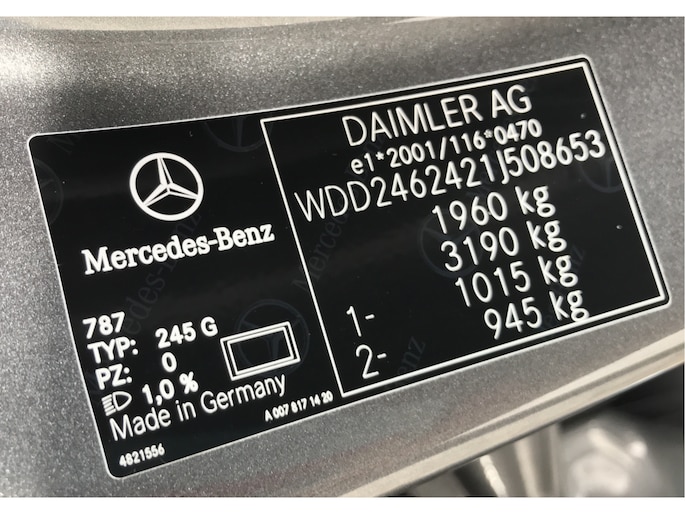 Mercedes-Benz
787
TYP: 245 G
PZ: 0
1,0 %
Made in Germany
4821556
A 007 817 14 20
DAIMLER AG
e1*2001/116*0470
WDD2462421J508653
1960 kg
3190 kg
1- 1015 kg
2- 945 kg